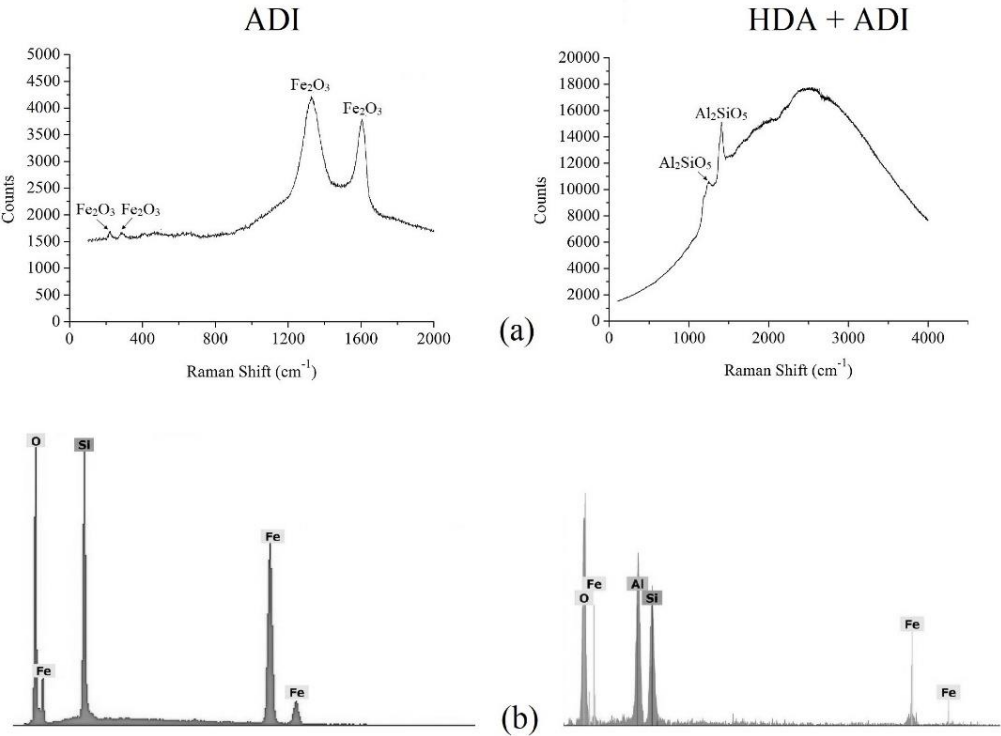 ADI
HDA + ADI
5000
4500
4000
3500
3000
2500
2000
1500
1000
500
0
Counts
Fe2O3
Fe2O3
Fe2O3 Fe2O3
0 400 800 1200 1600 2000
Raman Shift (cm-1)
20000
18000
16000
14000
12000
10000
8000
6000
4000
2000
0
Counts
Al2SiO5
Al2SiO5
0 1000 2000 3000 4000
Raman Shift (cm-1)
(a)
O Si
Fe
Fe
Fe
Fe Al
O Si
Fe
Fe
(b)